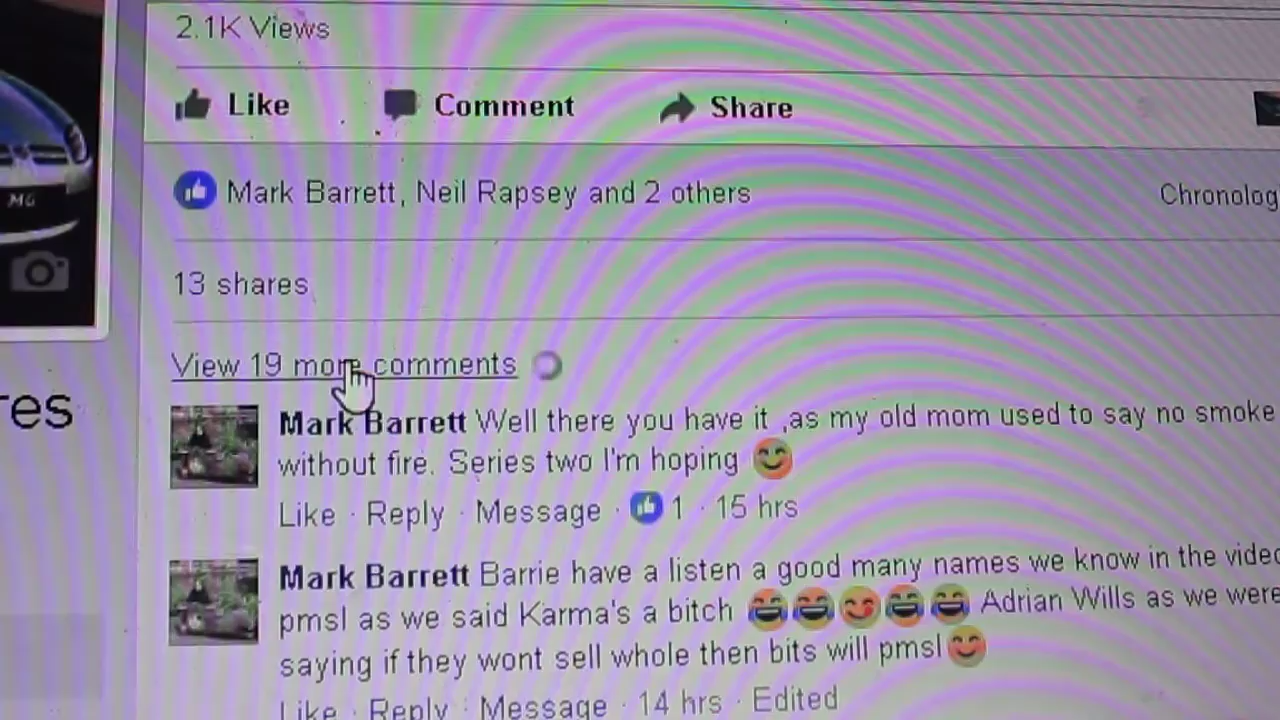 2.1K Views
Like Comment Share
Mark Barrett, Neil Rapsey and 2 others
Chronolog
13 shares
MG
View 19 more comments
res
Mark Barrett Well there you have it ,as my old mom used to say no smoke
without fire. Series two I'm hoping 😊
Like · Reply · Message · 1 · 15 hrs
Mark Barrett Barrie have a listen a good many names we know in the video
pmsl as we said Karma's a bitch 😂😂😋😂😂 Adrian Wills as we were
saying if they wont sell whole then bits will pmsl😊
Like · Reply · Message · 14 hrs · Edited